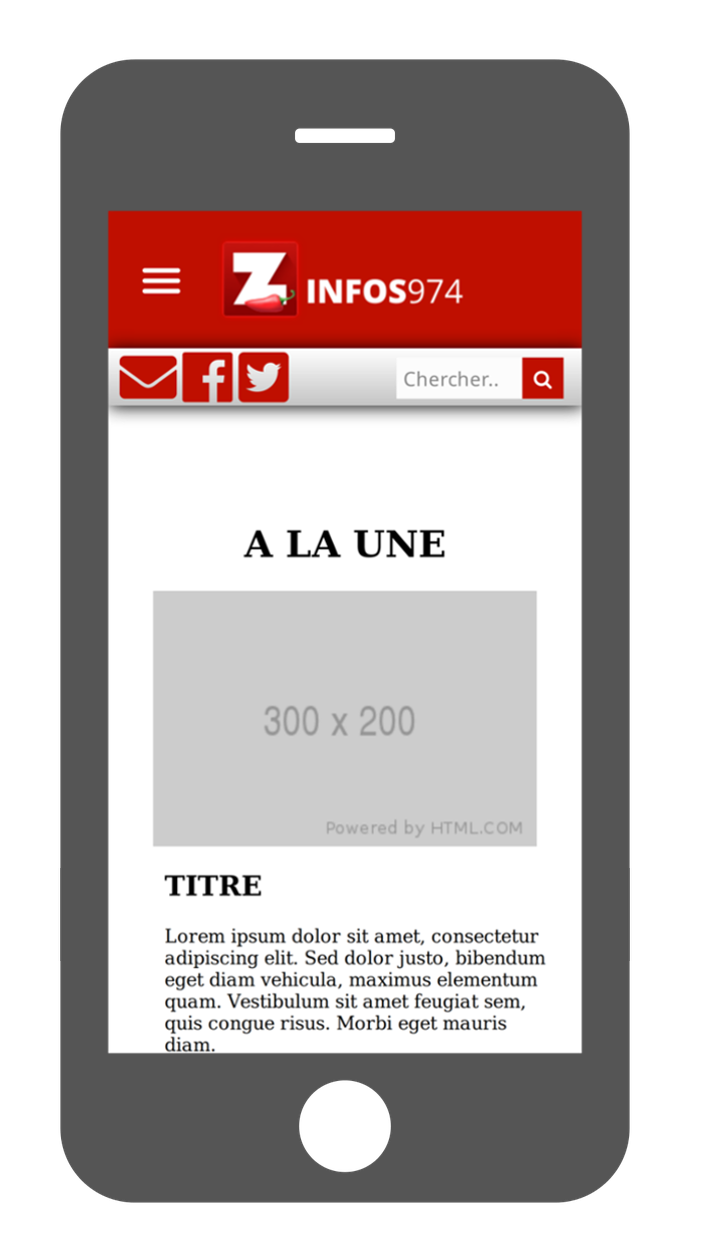 Z INFOS974
Chercher..
A LA UNE
300 x 200
Powered by HTML.COM
TITRE
Lorem ipsum dolor sit amet, consectetur
adipiscing elit. Sed dolor justo, bibendum
eget diam vehicula, maximus elementum
quam. Vestibulum sit amet feugiat sem,
quis congue risus. Morbi eget mauris
diam.